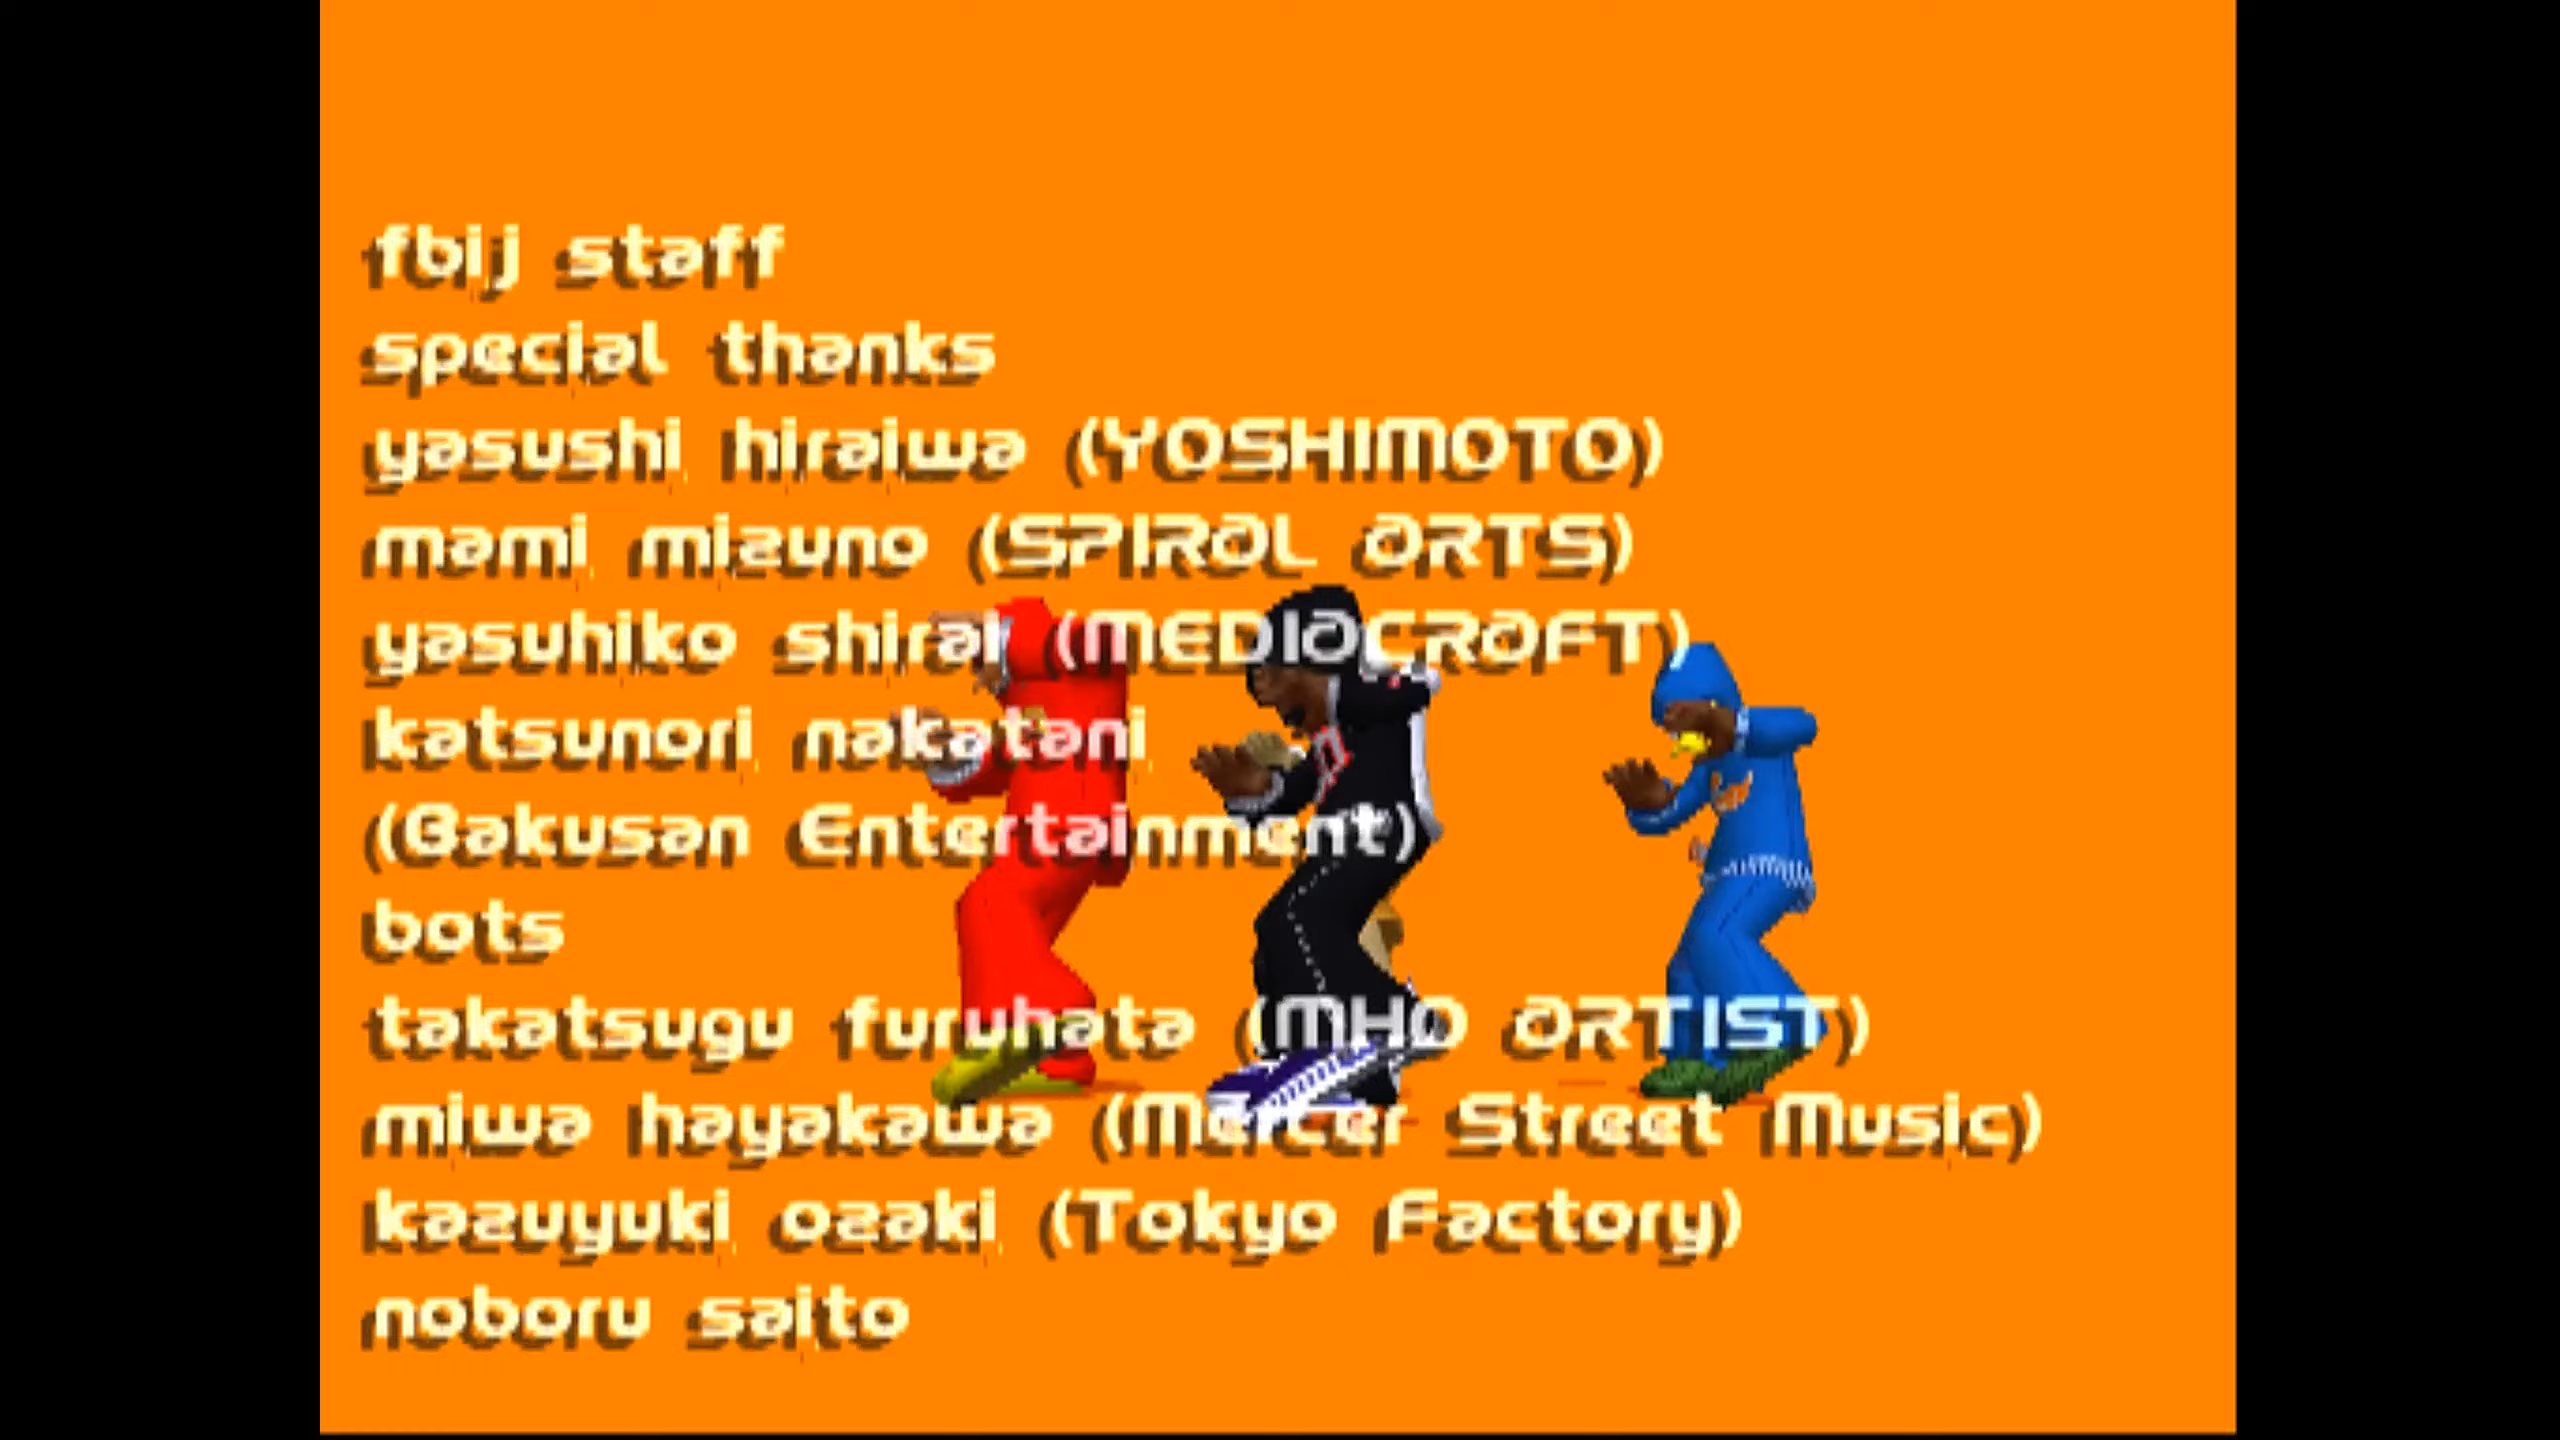 fbij staff
special thanks
yasushi hiraiwa (YOSHIMOTO)
mami mizuno (SPIRAL ARTS)
yasuhiko shirai (MEDIACRAFT)
katsunori nakatani
(Bakusan Entertainment)
bots
takatsugu furuhata (MHO ARTIST)
miwa hayakawa (Mercer Street Music)
kazuyuki ozaki (Tokyo Factory)
noboru saito